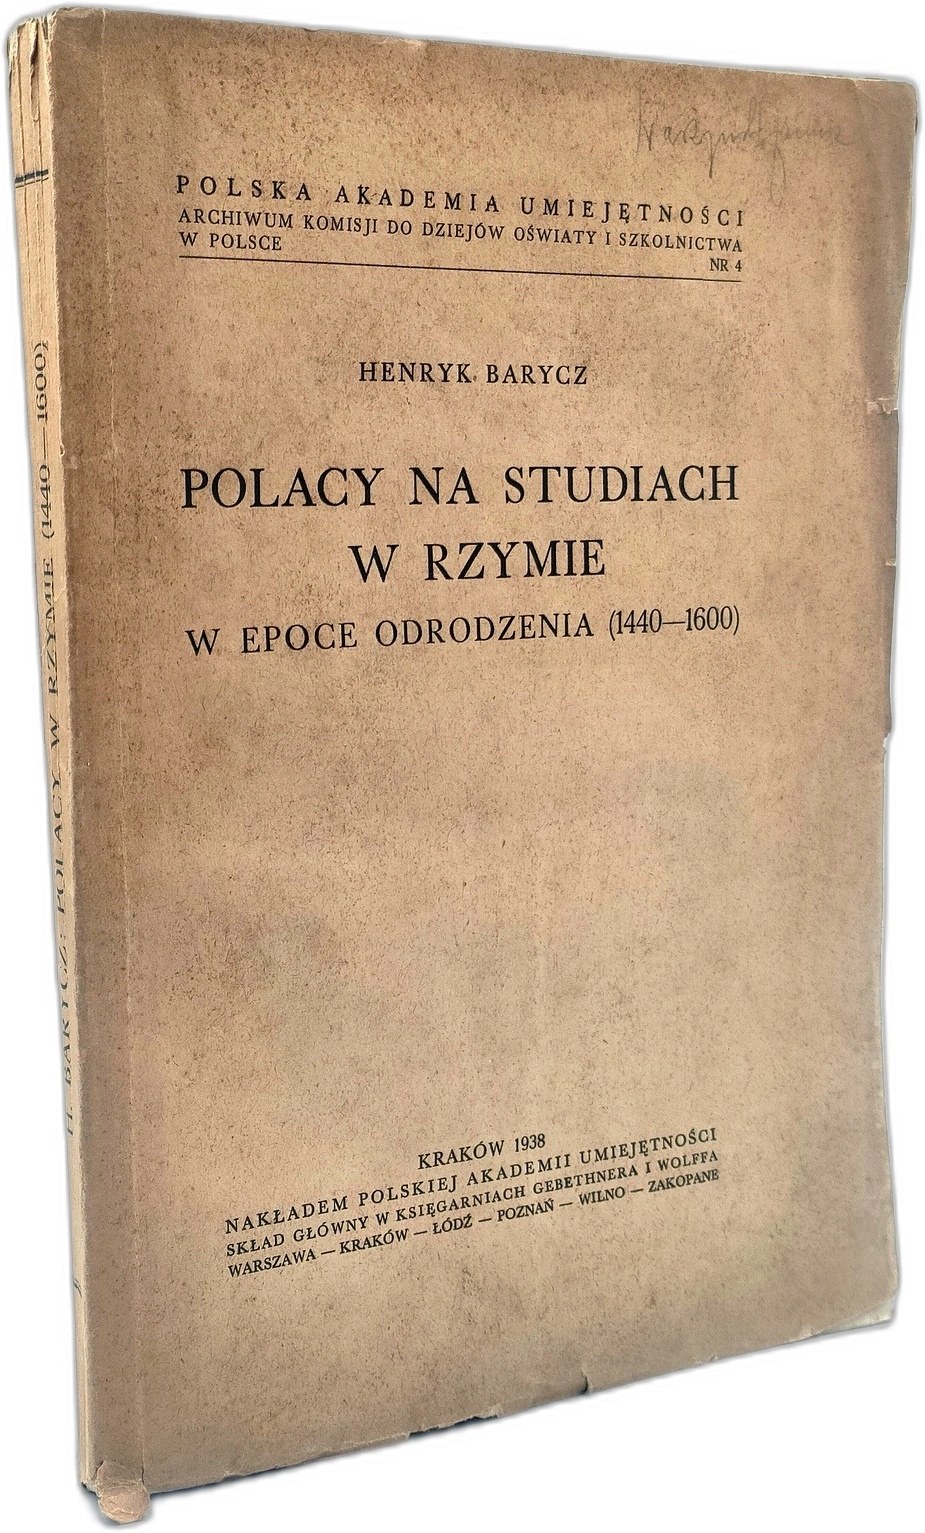 POLSKA AKADEMIA UMIEJĘTNOŚCI
ARCHIWUM KOMISJI DO DZIEJÓW OŚWIATY I SZKOLNICTWA
W POLSCE
NR 4
HENRYK BARYCZ
POLACY NA STUDIACH
W RZYMIE
W EPOCE ODRODZENIA (1440—1600)
KRAKÓW 1938
NAKŁADEM POLSKIEJ AKADEMII UMIEJĘTNOŚCI
SKŁAD GŁÓWNY W KSIĘGARNIACH GEBETHNERA I WOLFFA
WARSZAWA — KRAKÓW — ŁÓDŹ — POZNAŃ — WILNO — ZAKOPANE
H. BARYCZ: POLACY W RZYMIE (1440—1600)